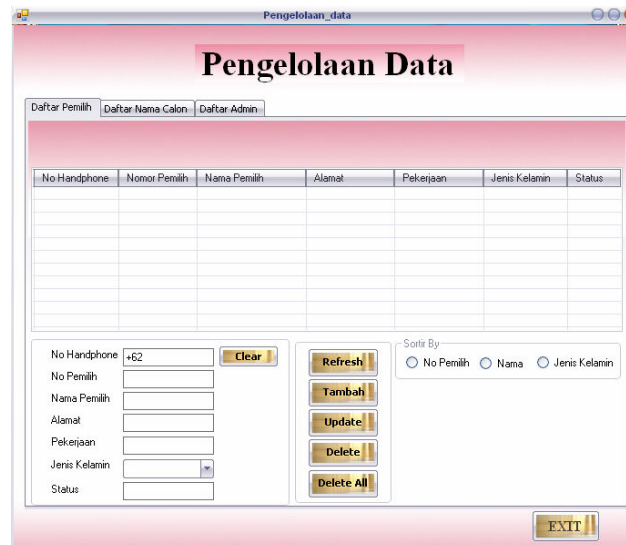 Pengelolaan_data
Pengelolaan Data
Daftar Pemilih Daftar Nama Calon Daftar Admin
No Handphone Nomor Pemilih Nama Pemilih Alamat Pekerjaan Jenis Kelamin Status
No Handphone +62 Clear
No Pemilih
Nama Pemilih
Alamat
Pekerjaan
Jenis Kelamin
Status
Refresh
Tambah
Update
Delete
Delete All
Sortir By
No Pemilih Nama Jenis Kelamin
EXIT